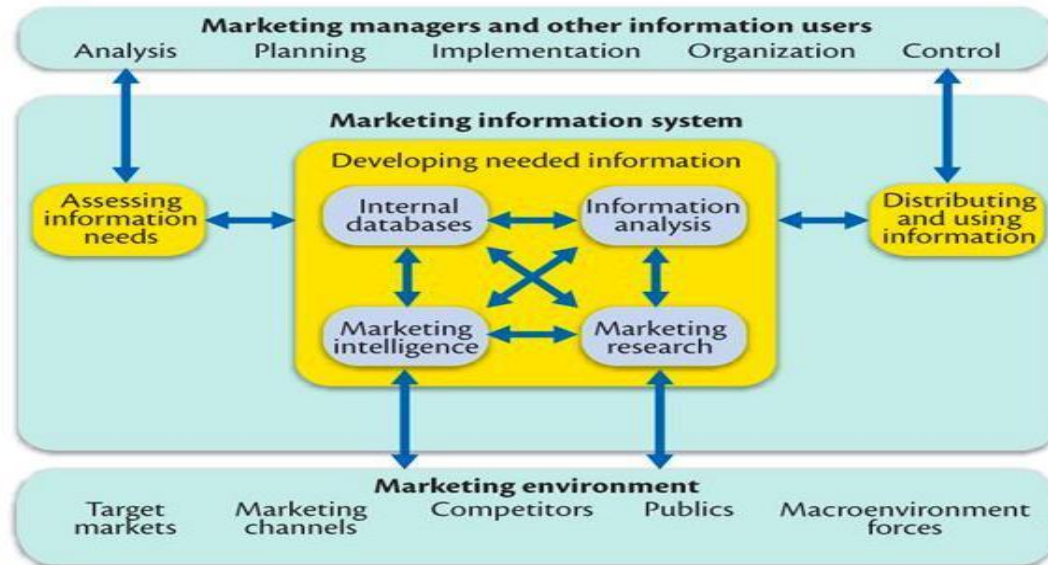 Marketing managers and other information users
Analysis Planning Implementation Organization Control
Marketing information system
Developing needed information
Assessing
information
needs
Internal
databases
Information
analysis
Distributing
and using
information
Marketing
intelligence
Marketing
research
Marketing environment
Target
markets
Marketing
channels
Competitors
Publics
Macroenvironment
forces